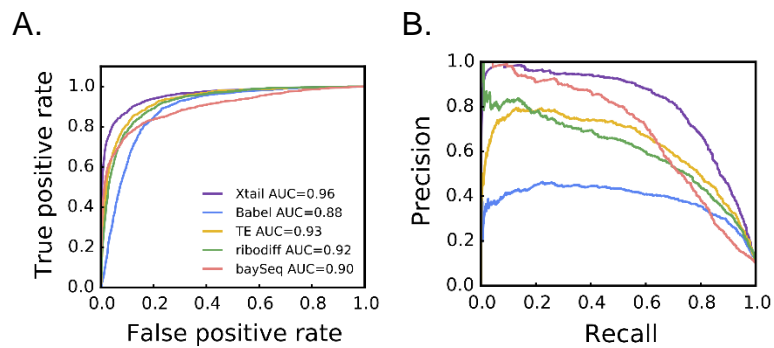 A.
True positive rate
1.0
0.8
0.6
0.4
0.2
0.0
0.0 0.2 0.4 0.6 0.8 1.0
False positive rate
Xtail AUC=0.96
Babel AUC=0.88
TE AUC=0.93
ribodiff AUC=0.92
baySeq AUC=0.90
B.
Precision
1.0
0.8
0.6
0.4
0.2
0.0
0.0 0.2 0.4 0.6 0.8 1.0
Recall